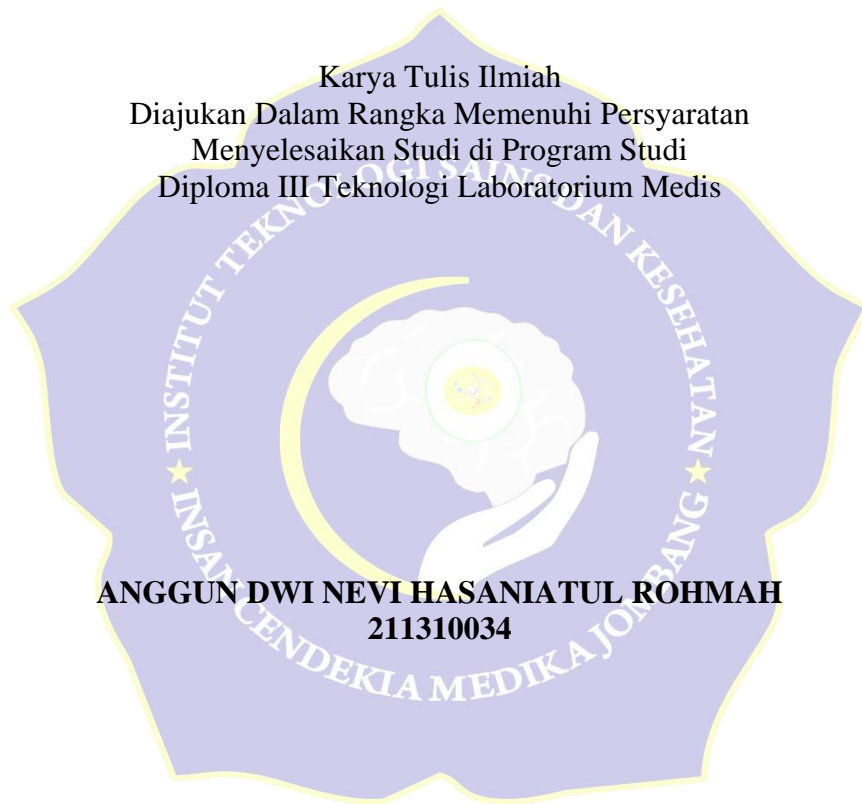 Karya Tulis Ilmiah
Diajukan Dalam Rangka Memenuhi Persyaratan
Menyelesaikan Studi di Program Studi
Diploma III Teknologi Laboratorium Medis
INSTITUT TEKNOLOGI SAINS DAN KESEHATAN
ANGGUN DWI NEVI HASANIATUL ROHMAH
211310034
INSAN CENDEKIA MEDIKA JOMBANG